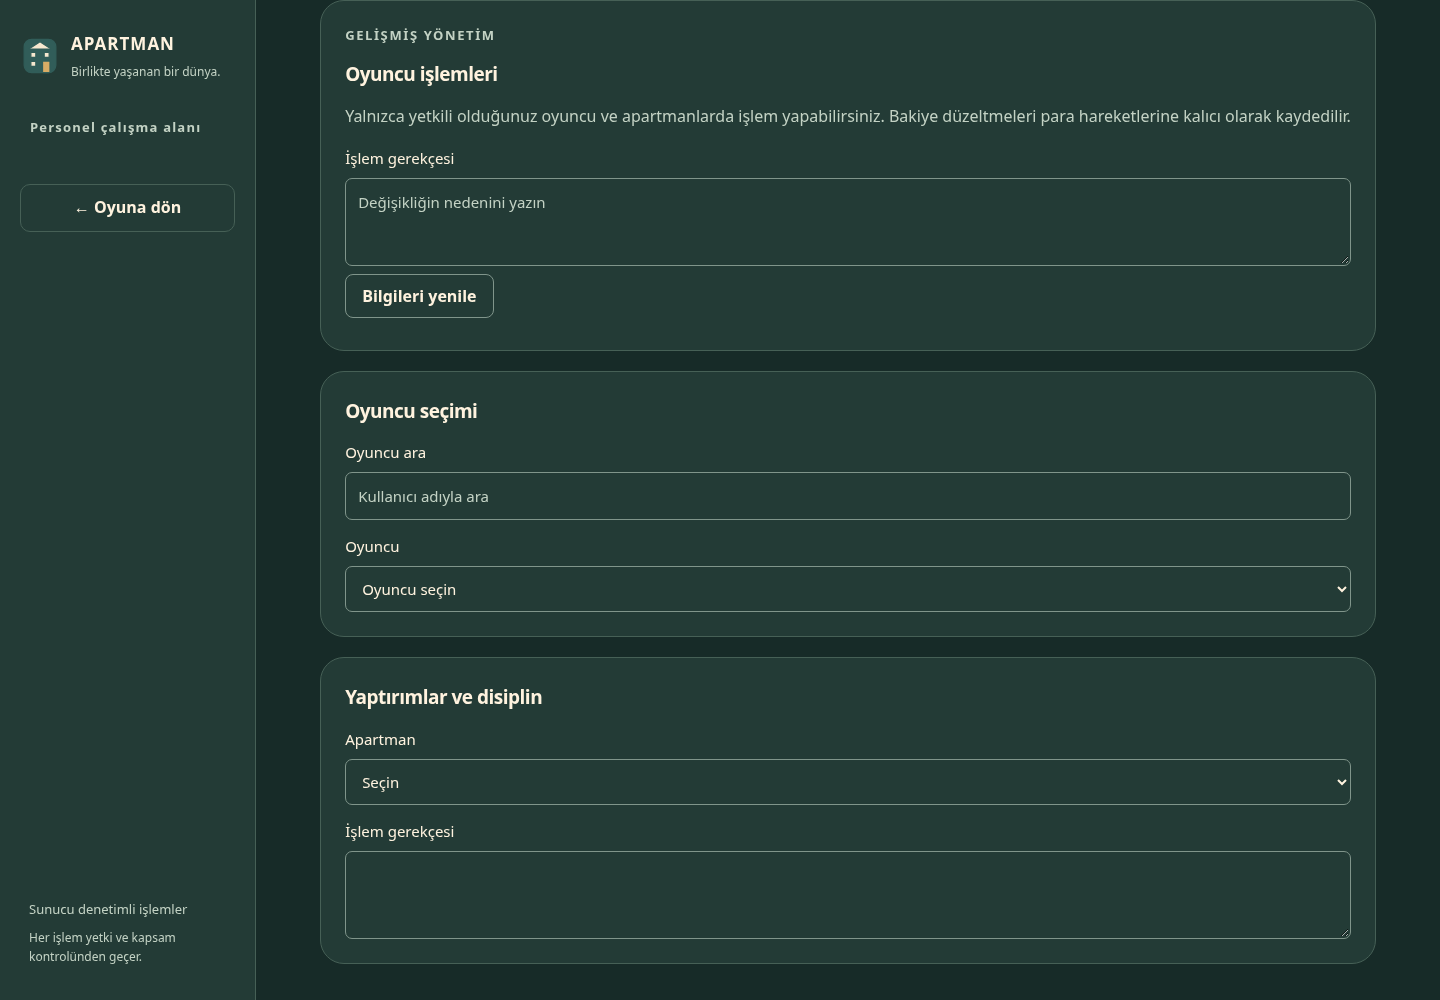 APARTMAN
Birlikte yaşanan bir dünya.
Personel çalışma alanı
← Oyuna dön
Sunucu denetimli işlemler
Her işlem yetki ve kapsam
kontrolünden geçer.
GELİŞMİŞ YÖNETİM
Oyuncu işlemleri
Yalnızca yetkili olduğunuz oyuncu ve apartmanlarda işlem yapabilirsiniz. Bakiye düzeltmeleri para hareketlerine kalıcı olarak kaydedilir.
İşlem gerekçesi
Değişikliğin nedenini yazın
Bilgileri yenile
Oyuncu seçimi
Oyuncu ara
Kullanıcı adıyla ara
Oyuncu
Oyuncu seçin
Yaptırımlar ve disiplin
Apartman
Seçin
İşlem gerekçesi